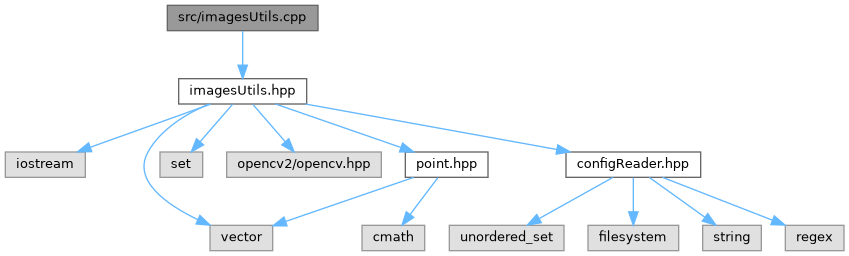 src/imagesUtils.cpp
imagesUtils.hpp
iostream
set
opencv2/opencv.hpp
point.hpp
configReader.hpp
vector
cmath
unordered_set
filesystem
string
regex